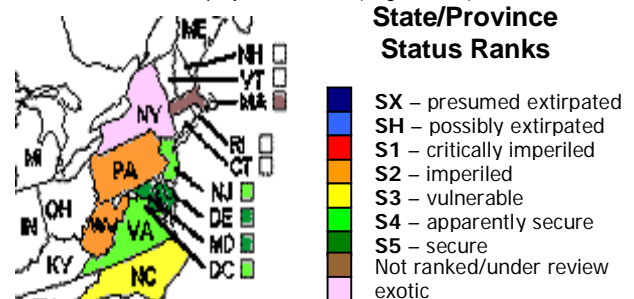 State/Province
Status Ranks
ME
NH
VT
MA
NY
RI
CT
MI
PA
NJ
OH
DE
IN
WV
VA
MD
KY
DC
NC
SX – presumed extirpated
SH – possibly extirpated
S1 – critically imperiled
S2 – imperiled
S3 – vulnerable
S4 – apparently secure
S5 – secure
Not ranked/under review
exotic